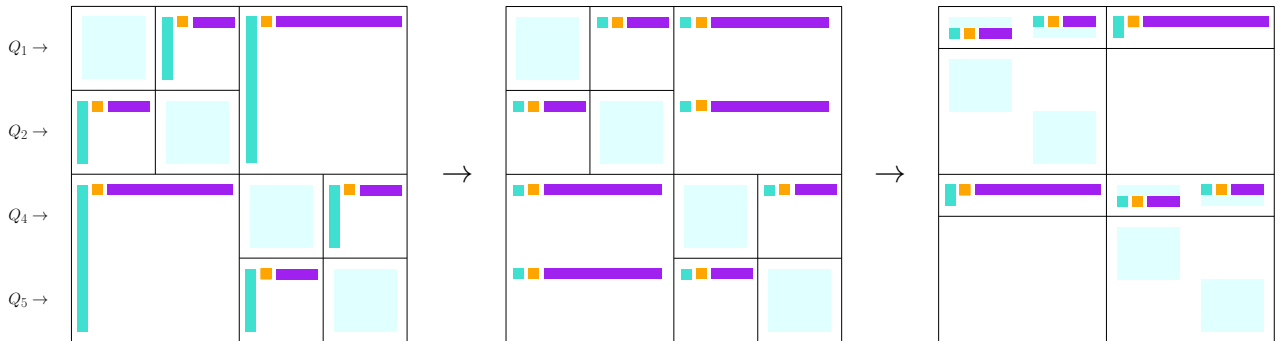 Q₁ →
Q₂ →
Q₄ →
Q₅ →